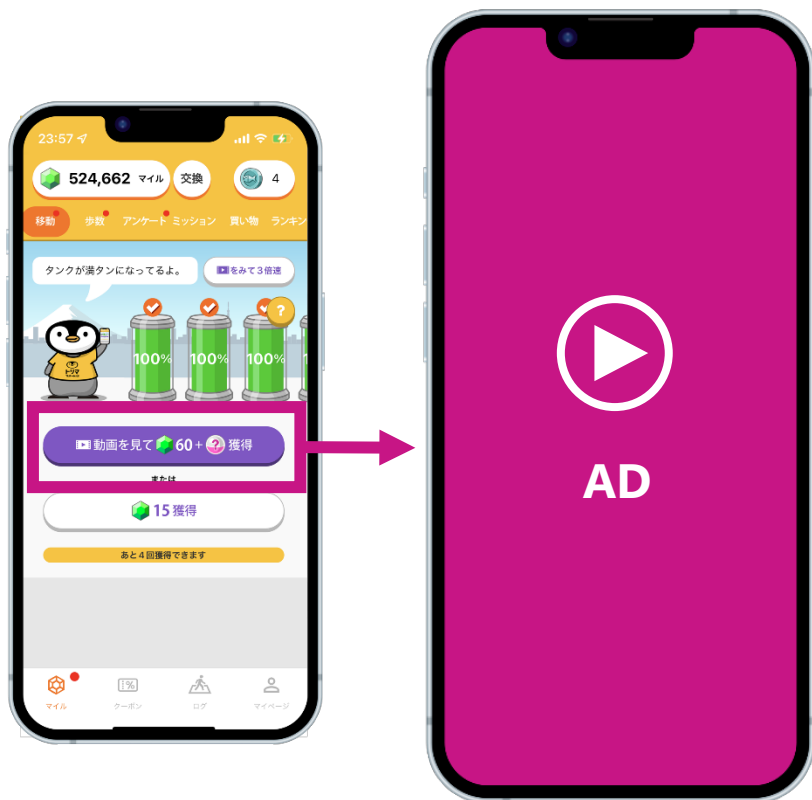 23:57
524,662 マイル
交換
4
移動
歩数
アンケート
ミッション
買い物
ランキン
タンクが満タンになってるよ。
をみて3倍速
?
100%
100%
100%
1
トリマ
動画を見て 60 + ? 獲得
または
15 獲得
あと4回獲得できます
マイル
クーポン
ログ
マイページ
AD